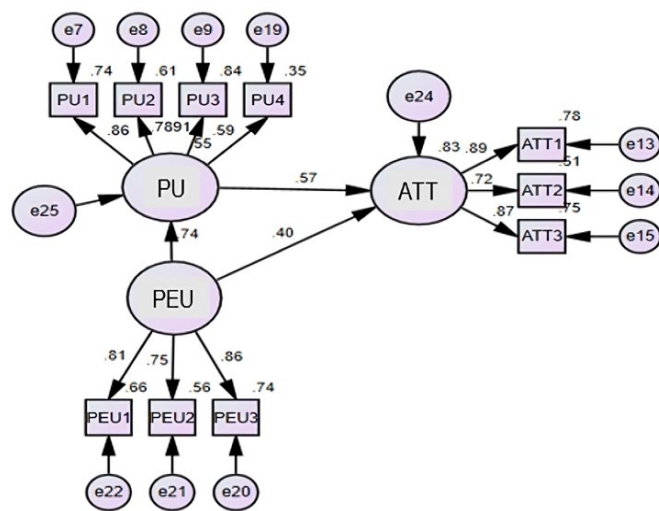 e7 e8 e9 e19
.74 .61 .84 .35
PU1 PU2 PU3 PU4
.86 .7891 .55 .59
e24
.78
.83 .89 ATT1 e13
.51
PU .57 ATT .72 ATT2 e14
e25 .87 .75
ATT3 e15
.74 .40
PEU
.81 .75 .86
.66 .56 .74
PEU1 PEU2 PEU3
e22 e21 e20